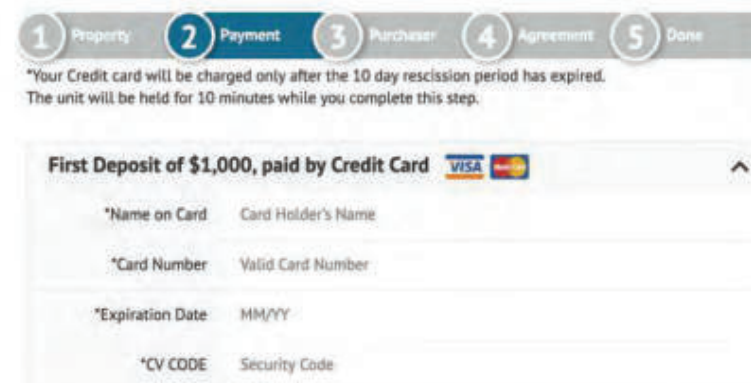 1 Property 2 Payment 3 Purchaser 4 Agreement 5 Done
*Your Credit card will be charged only after the 10 day rescission period has expired.
The unit will be held for 10 minutes while you complete this step.
First Deposit of $1,000, paid by Credit Card VISA MasterCard
*Name on Card Card Holder's Name
*Card Number Valid Card Number
*Expiration Date MM/YY
*CV CODE Security Code